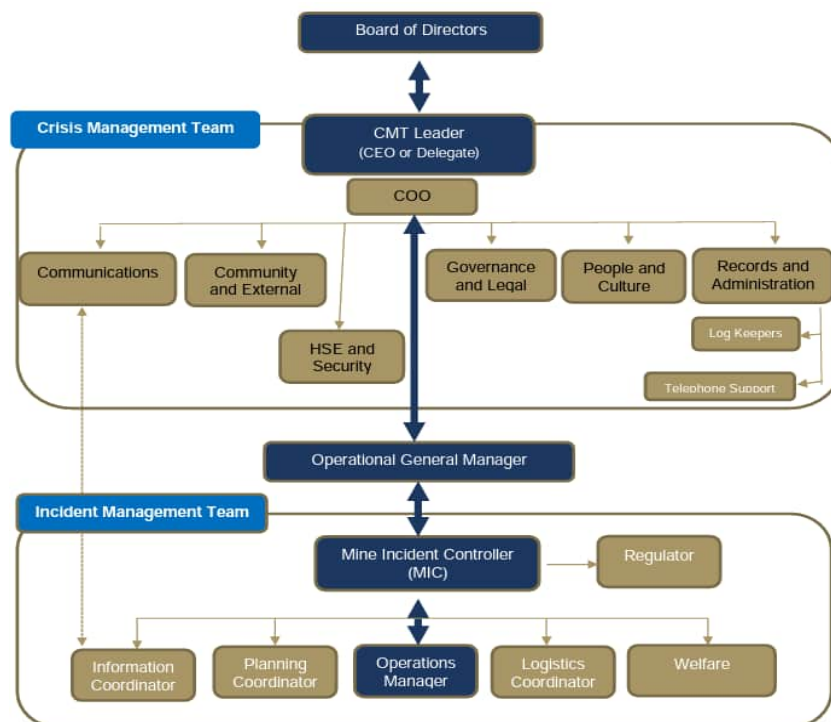 Board of Directors
Crisis Management Team
CMT Leader
(CEO or Delegate)
COO
Communications
Community
and External
Governance
and Legal
People and
Culture
Records and
Administration
HSE and
Security
Log Keepers
Telephone Support
Operational General Manager
Incident Management Team
Mine Incident Controller
(MIC)
Regulator
Information
Coordinator
Planning
Coordinator
Operations
Manager
Logistics
Coordinator
Welfare